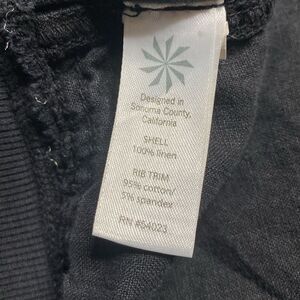 Designed in
Sonoma County,
California
SHELL
100% linen
RIB TRIM
95% cotton/
5% spandex
RN #54023